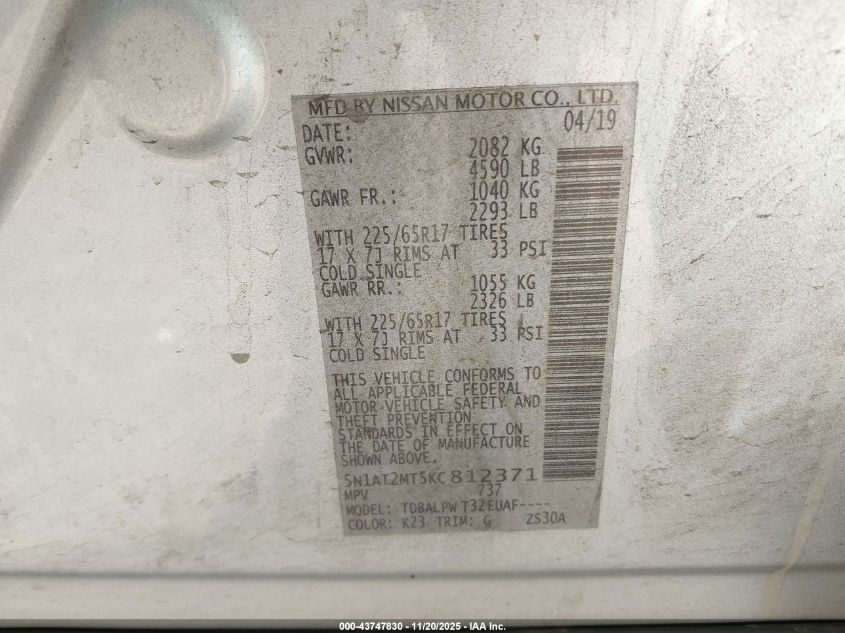 MFD BY NISSAN MOTOR CO., LTD.
DATE: 04/19
GVWR: 2082 KG
4590 LB
GAWR FR.: 1040 KG
2293 LB
WITH 225/65R17 TIRES
17 X 7J RIMS AT 33 PSI
COLD SINGLE
GAWR RR.: 1055 KG
2326 LB
WITH 225/65R17 TIRES
17 X 7J RIMS AT 33 PSI
COLD SINGLE
THIS VEHICLE CONFORMS TO
ALL APPLICABLE FEDERAL
MOTOR VEHICLE SAFETY AND
THEFT PREVENTION
STANDARDS IN EFFECT ON
THE DATE OF MANUFACTURE
SHOWN ABOVE.
5N1AT2MT5KC812371
MPV 737
MODEL: TDBALPW T32EUAF----
COLOR: K23 TRIM: G ZS30A
000-43747830 - 11/20/2025 - IAA Inc.